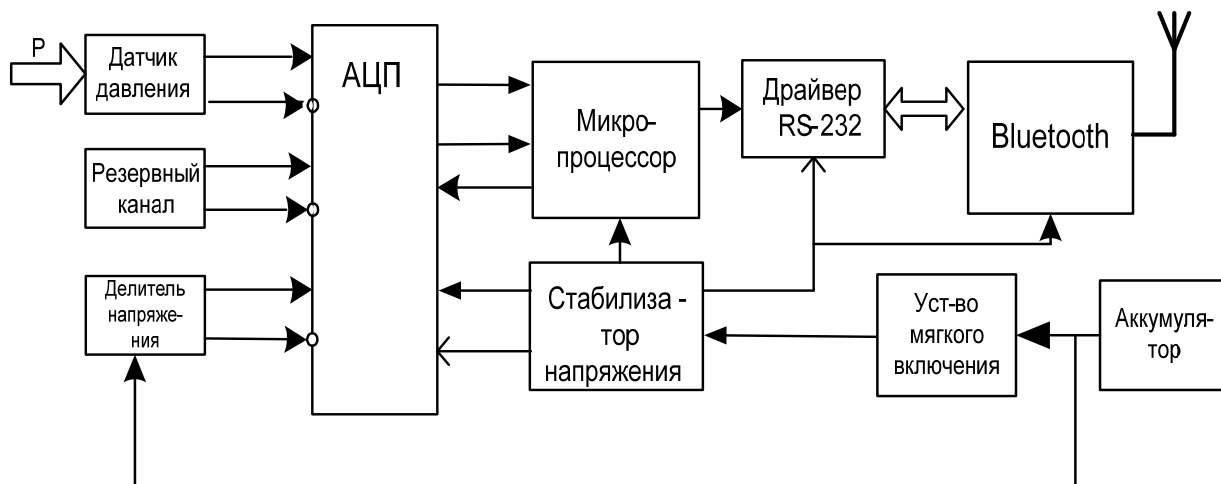 P
Датчик
давления
АЦП
Микро-
процессор
Драйвер
RS-232
Bluetooth
Резервный
канал
Делитель
напряже-
ния
Стабилиза -
тор
напряжения
Уст-во
мягкого
включения
Аккумуля-
тор